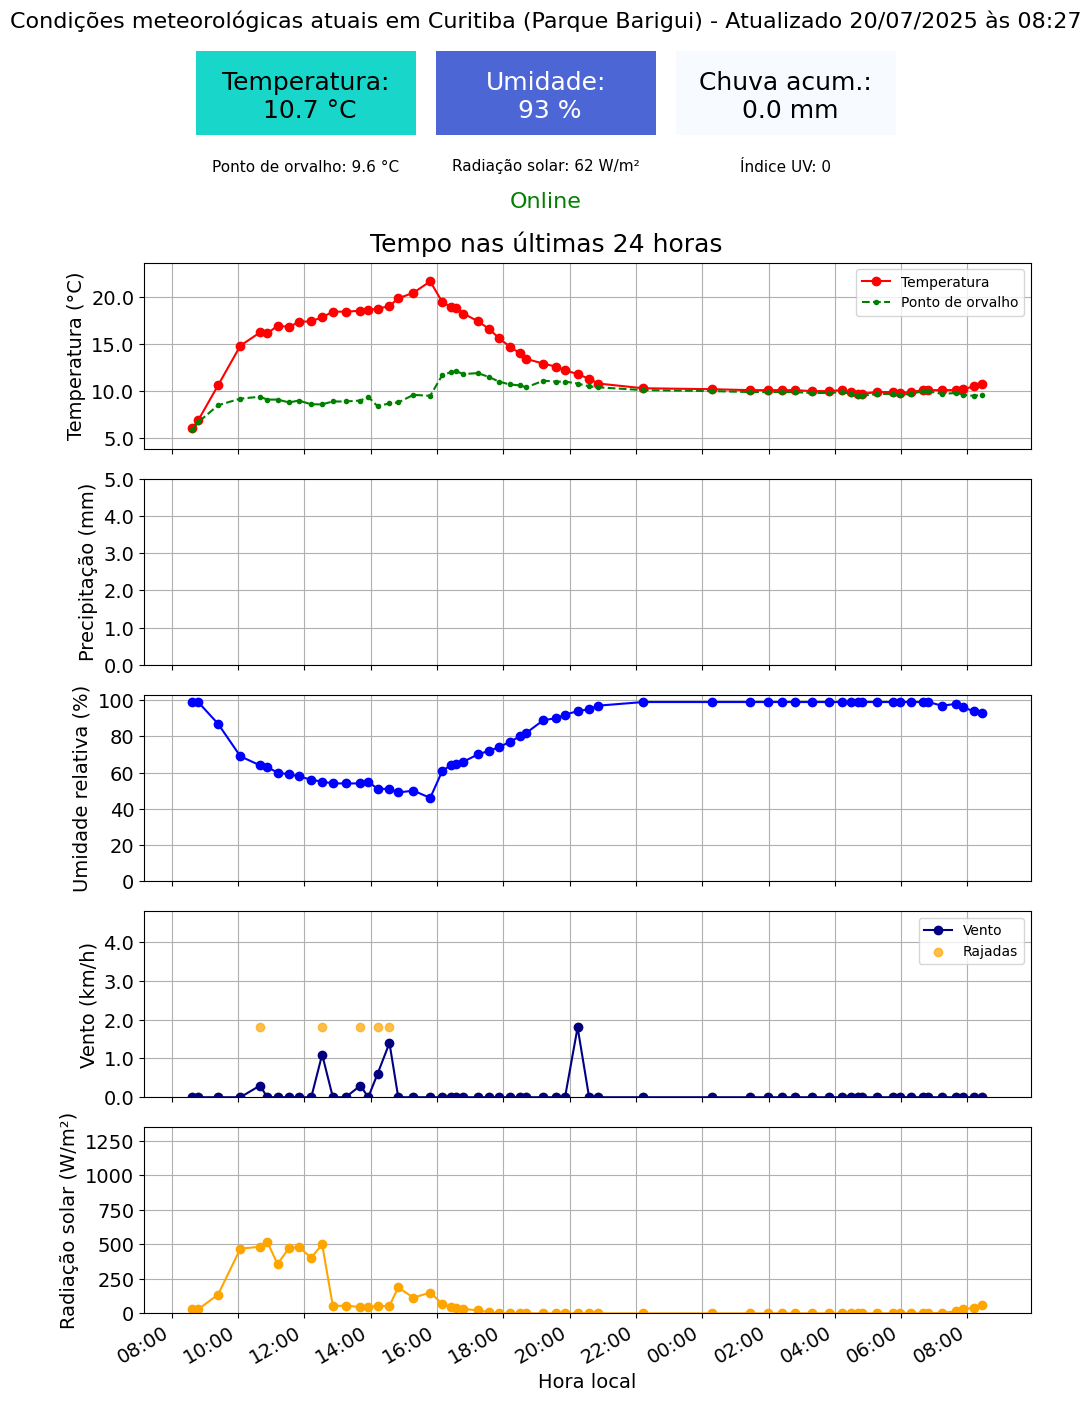 Condições meteorológicas atuais em Curitiba (Parque Barigui) - Atualizado 20/07/2025 às 08:27
Temperatura:
10.7 °C
Umidade:
93 %
Chuva acum.:
0.0 mm
Ponto de orvalho: 9.6 °C
Radiação solar: 62 W/m²
Índice UV: 0
Online
Tempo nas últimas 24 horas
Temperatura (°C)
20.0
15.0
10.0
5.0
Temperatura
Ponto de orvalho
Precipitação (mm)
5.0
4.0
3.0
2.0
1.0
0.0
Umidade relativa (%)
100
80
60
40
20
0
Vento (km/h)
4.0
3.0
2.0
1.0
0.0
Vento
Rajadas
Radiação solar (W/m²)
1250
1000
750
500
250
0
08:00
10:00
12:00
14:00
16:00
18:00
20:00
22:00
00:00
02:00
04:00
06:00
08:00
Hora local